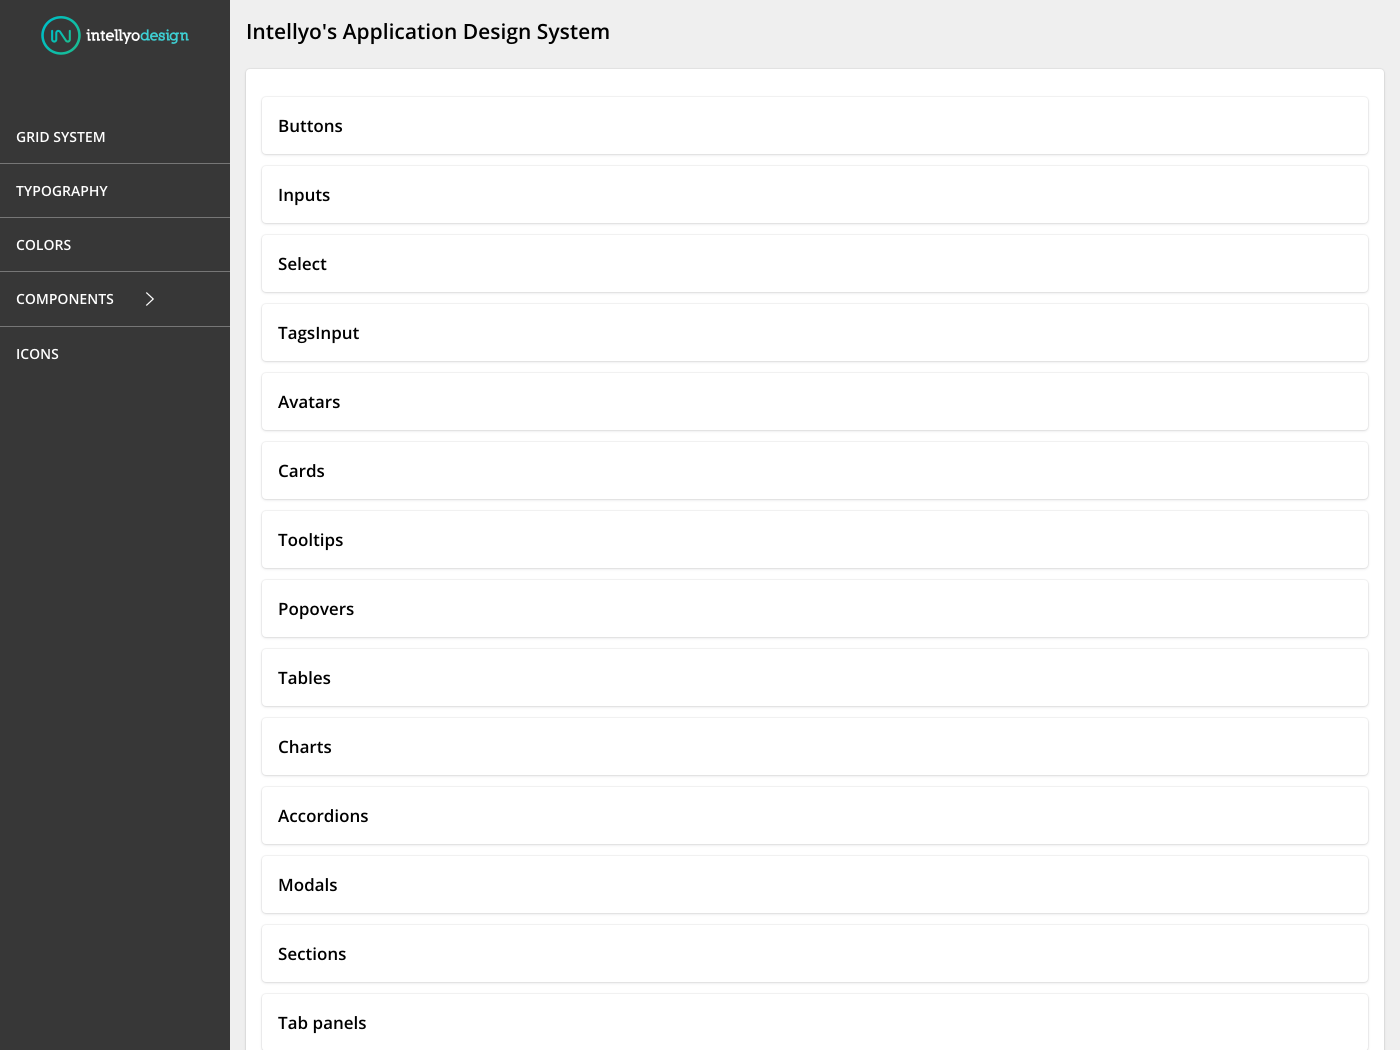 intellyodesign
GRID SYSTEM
TYPOGRAPHY
COLORS
COMPONENTS
ICONS
Intellyo's Application Design System
Buttons
Inputs
Select
TagsInput
Avatars
Cards
Tooltips
Popovers
Tables
Charts
Accordions
Modals
Sections
Tab panels